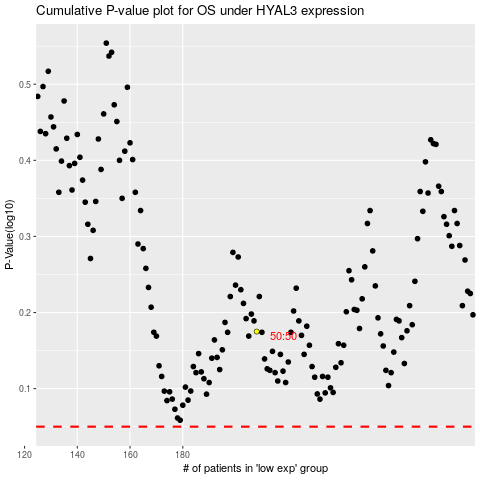 Cumulative P-value plot for OS under HYAL3 expression
0.5
0.4
0.3
0.2
0.1
P-Value(log10)
50:50
120 140 160 180
# of patients in 'low exp' group